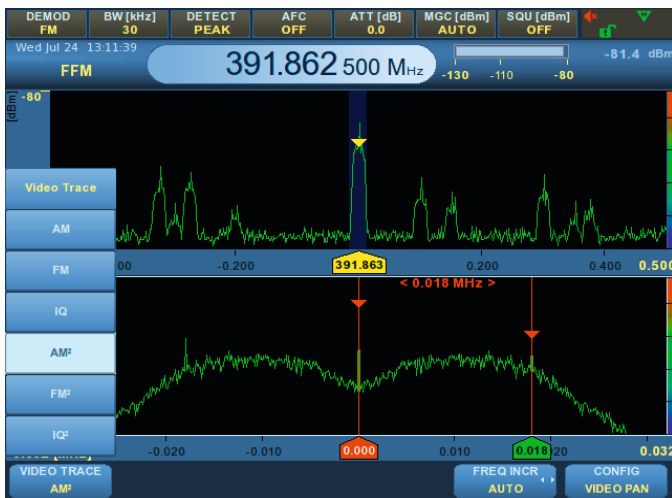 DEMOD BW [kHz] DETECT AFC ATT [dB] MGC [dBm] SQU [dBm]
FM 30 PEAK OFF 0.0 AUTO OFF
Wed Jul 24 13:11:39
FFM
391.862 500 MHz
-130 -110 -80
-81.4 dBm
-80
[dBm]
Video Trace
AM
FM
IQ
AM²
FM²
IQ²
00 -0.200 391.863 0.200 0.400 0.500
< 0.018 MHz >
-0.020 -0.010 0.000 0.010 0.018 20 0.032
VIDEO TRACE
AM²
FREQ INCR
AUTO
CONFIG
VIDEO PAN